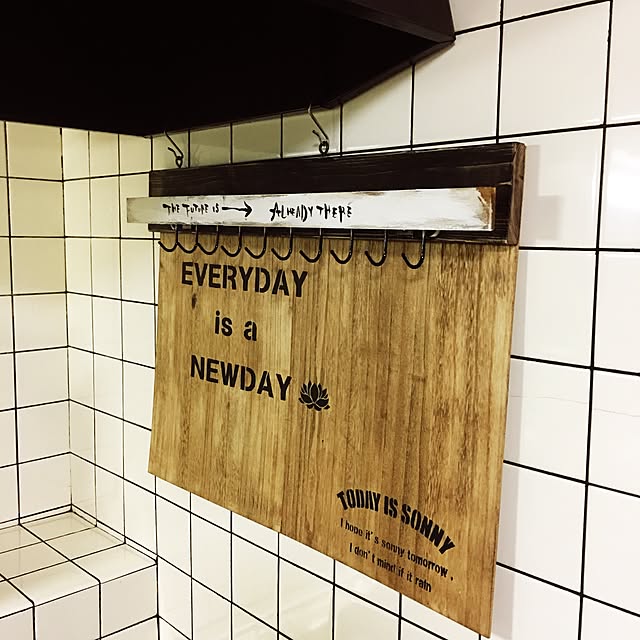 THE FUTURE IS → ALREADY THERE
EVERYDAY
is a
NEWDAY
TODAY IS SONNY
I hope it's sonny tomorrow,
I don't mind if it rain